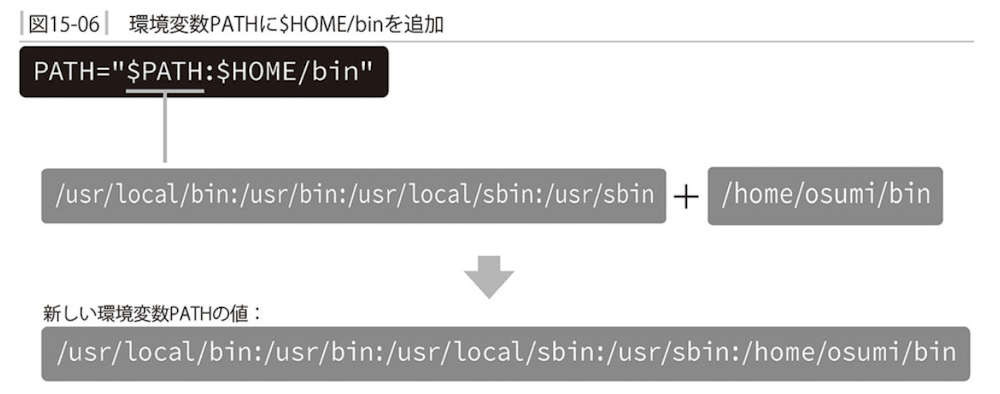 図15-06 環境変数PATHに$HOME/binを追加
PATH="$PATH:$HOME/bin"
/usr/local/bin:/usr/bin:/usr/local/sbin:/usr/sbin + /home/osumi/bin
新しい環境変数PATHの値：
/usr/local/bin:/usr/bin:/usr/local/sbin:/usr/sbin:/home/osumi/bin